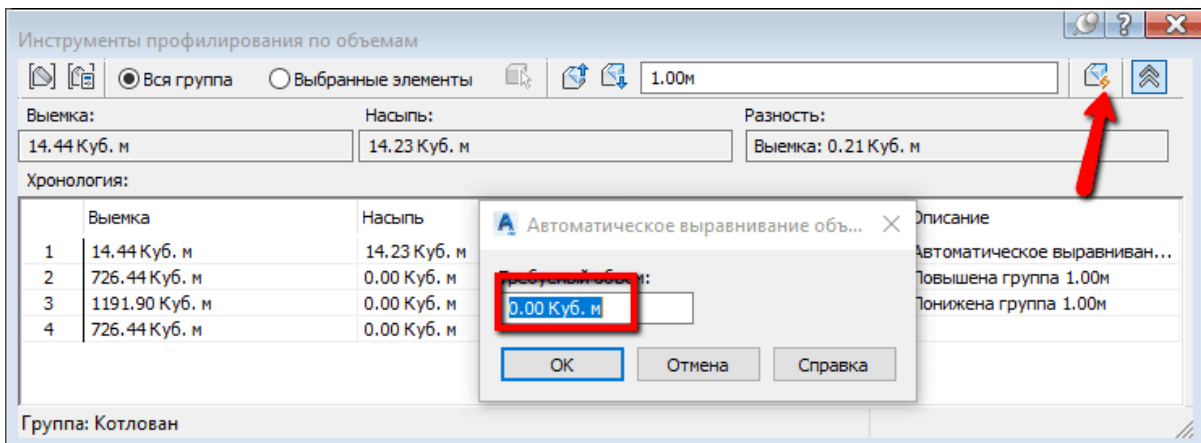 Инструменты профилирования по объемам
Вся группа Выбранные элементы 1.00м
Выемка: Насыпь: Разность:
14.44 Куб. м 14.23 Куб. м Выемка: 0.21 Куб. м
Хронология:
Выемка Насыпь Описание
1 14.44 Куб. м 14.23 Куб. м Автоматическое выравниван...
2 726.44 Куб. м 0.00 Куб. м Повышена группа 1.00м
3 1191.90 Куб. м 0.00 Куб. м Понижена группа 1.00м
4 726.44 Куб. м 0.00 Куб. м
Автоматическое выравнивание объ...
Требуемый объем:
0.00 Куб. м
ОК Отмена Справка
Группа: Котлован